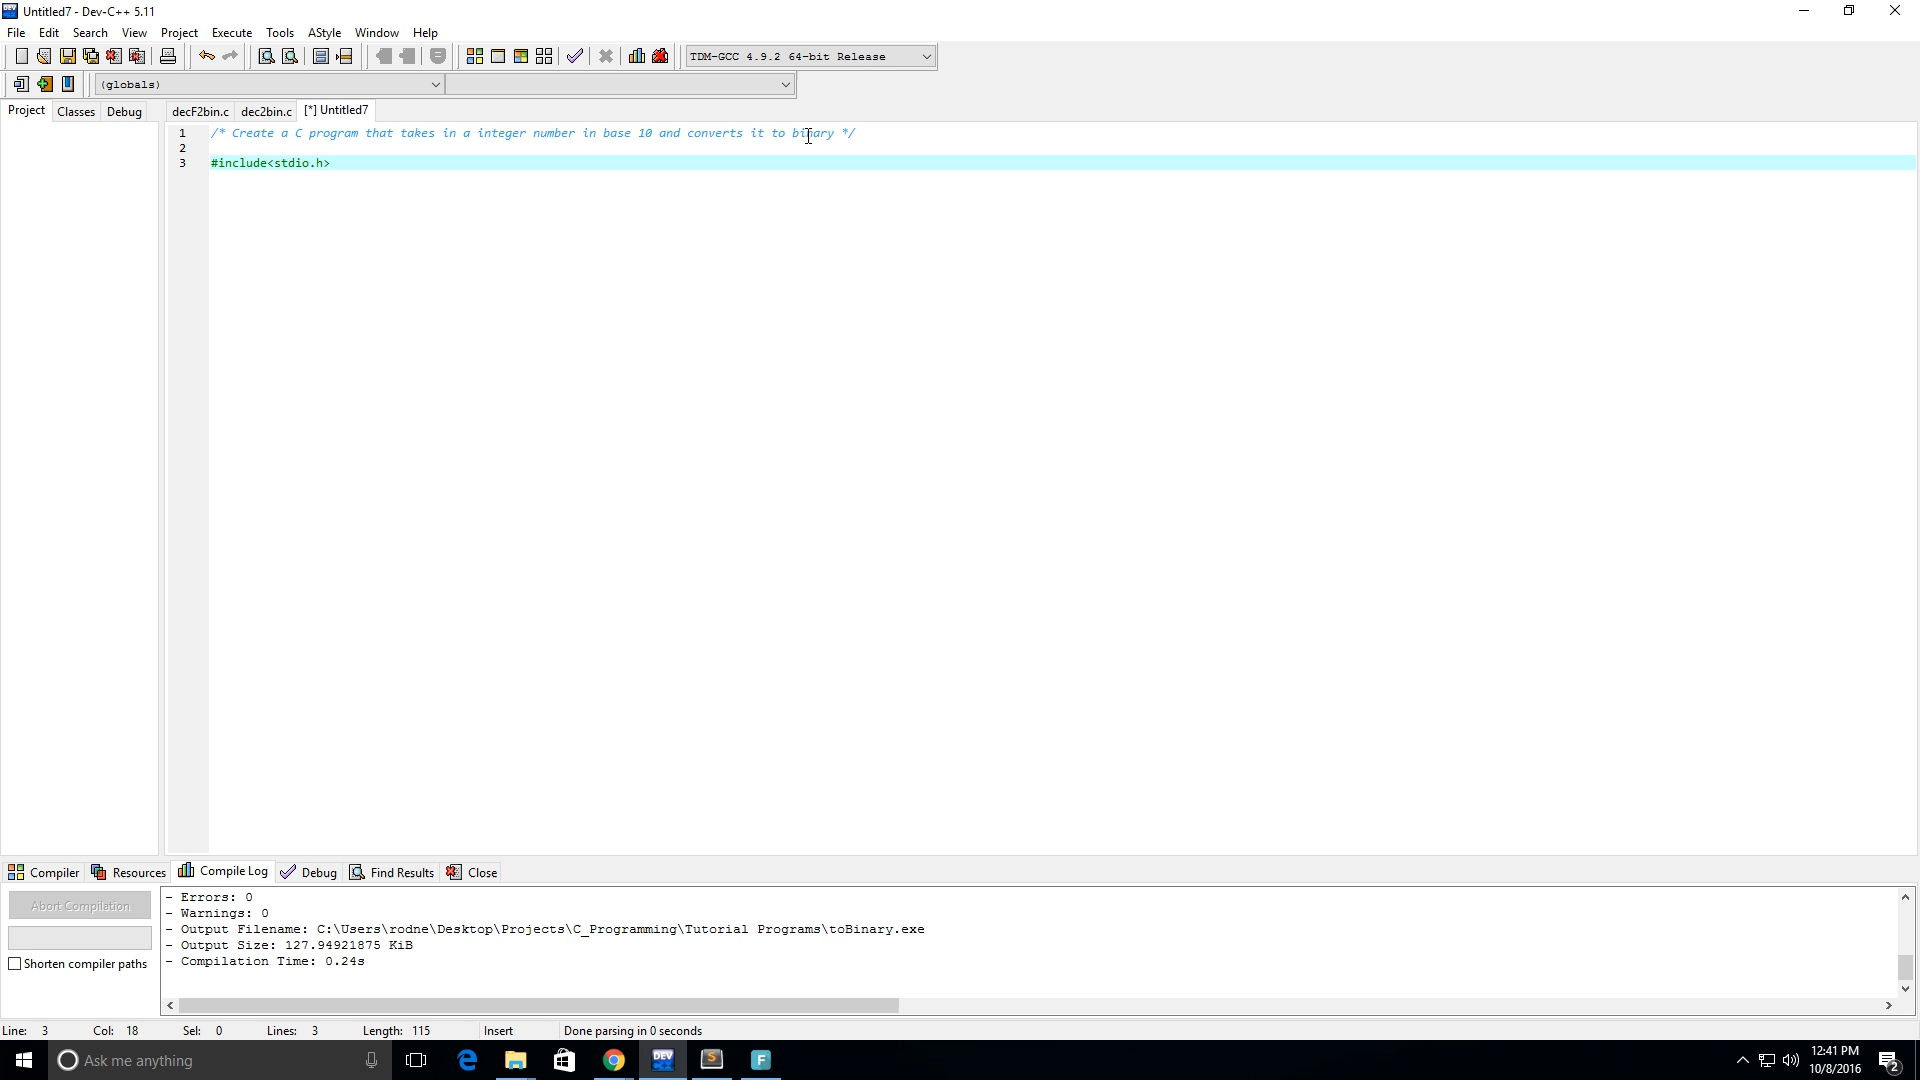 Untitled7 - Dev-C++ 5.11
File Edit Search View Project Execute Tools AStyle Window Help
TDM-GCC 4.9.2 64-bit Release
(globals)
Project Classes Debug decF2bin.c dec2bin.c [*] Untitled7
1 /* Create a C program that takes in a integer number in base 10 and converts it to binary */
2
3 #include<stdio.h>
Compiler Resources Compile Log Debug Find Results Close
Abort Compilation
Shorten compiler paths
- Errors: 0
- Warnings: 0
- Output Filename: C:\Users\rodne\Desktop\Projects\C_Programming\Tutorial Programs\toBinary.exe
- Output Size: 127.94921875 KiB
- Compilation Time: 0.24s
Line: 3 Col: 18 Sel: 0 Lines: 3 Length: 115 Insert Done parsing in 0 seconds
Ask me anything
DEV
S
F
12:41 PM
10/8/2016
2